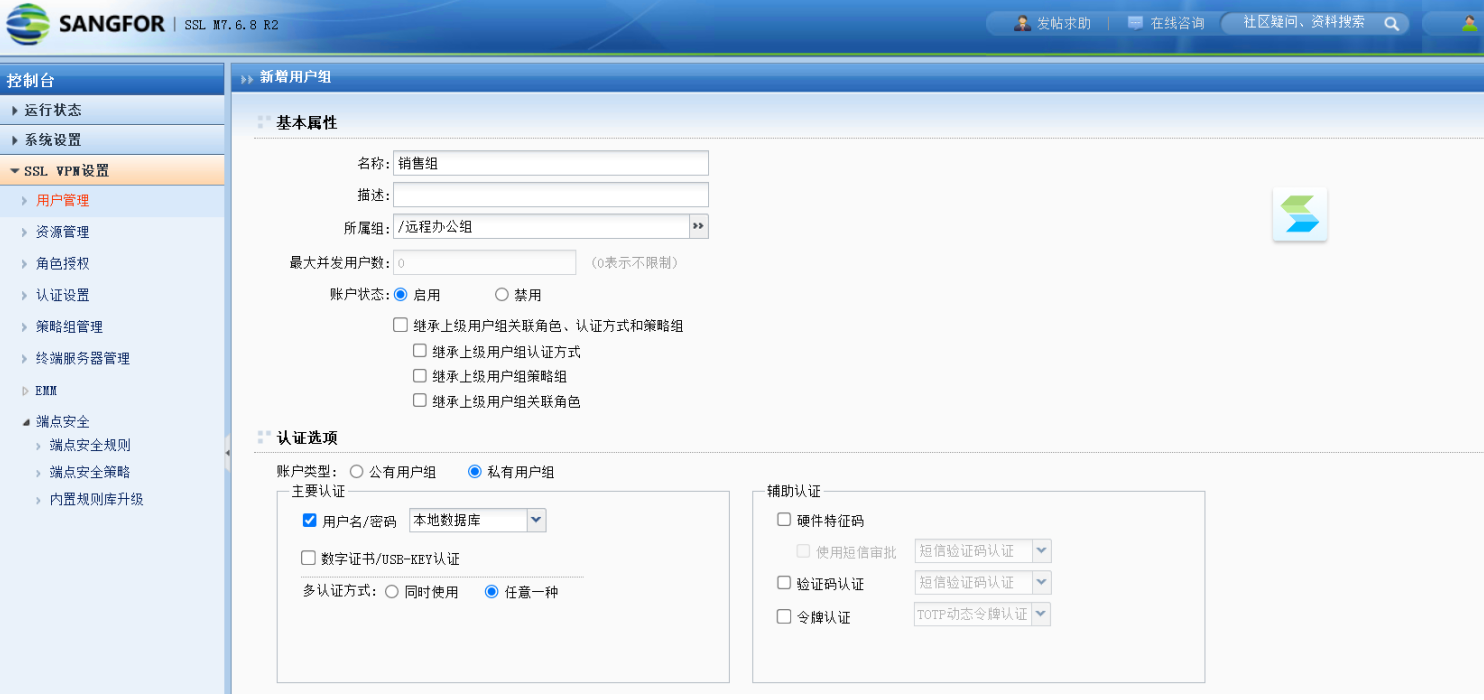 SANGFOR | SSL M7.6.8 R2
发帖求助 | 在线咨询 社区疑问、资料搜索
控制台
运行状态
系统设置
SSL VPN设置
用户管理
资源管理
角色授权
认证设置
策略组管理
终端服务器管理
EMM
端点安全
端点安全规则
端点安全策略
内置规则库升级
新增用户组
基本属性
名称: 销售组
描述:
所属组: /远程办公组
最大并发用户数: 0 (0表示不限制)
账户状态: 启用 禁用
继承上级用户组关联角色、认证方式和策略组
继承上级用户组认证方式
继承上级用户组策略组
继承上级用户组关联角色
认证选项
账户类型: 公有用户组 私有用户组
主要认证
用户名/密码 本地数据库
数字证书/USB-KEY认证
多认证方式: 同时使用 任意一种
辅助认证
硬件特征码
使用短信审批 短信验证码认证
验证码认证 短信验证码认证
令牌认证 TOTP动态令牌认证